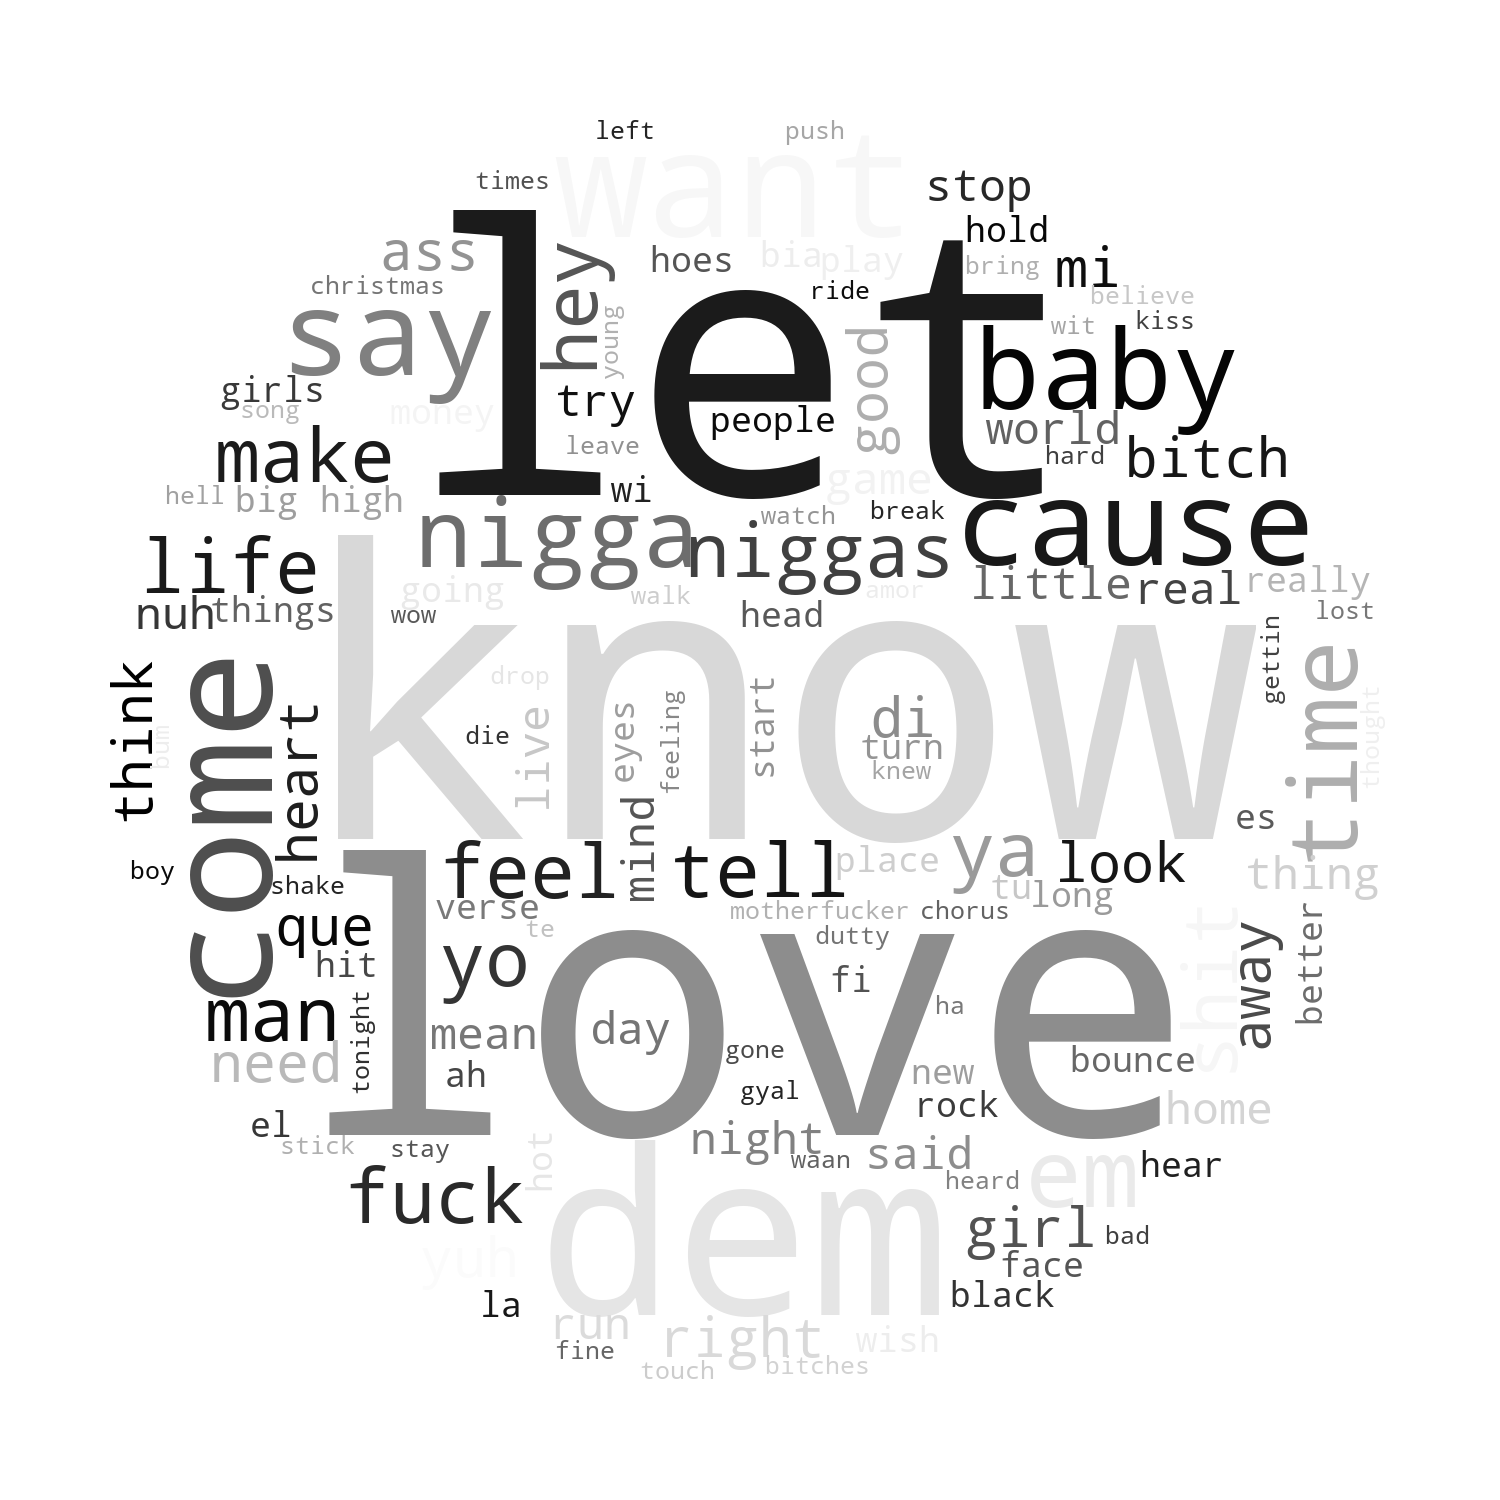 left
push
want
times
stop
hold
ass
hey
hoes
bia
play
bring
mi
christmas
ride
believe
say
let
young
wit
kiss
good
baby
girls
song
money
try
people
world
make
leave
hard
bitch
hell
big
high
wi
game
nigga
watch
break
cause
life
niggas
going
walk
amor
little
real
really
nuh
things
wow
head
lost
know
gettin
think
come
heart
drop
live
eyes
feeling
start
di
turn
knew
die
bum
time
thought
mind
es
boy
shake
feel
tell
place
ya
look
thing
tu
long
que
verse
te
motherfucker
chorus
dutty
shit
away
better
hit
yo
fi
man
tonight
love
ha
mean
day
need
ah
gone
new
bounce
gyal
rock
home
el
stick
stay
hot
night
waan
said
heard
em
hear
fuck
dem
girl
bad
yuh
face
la
black
run
right
wish
fine
touch
bitches